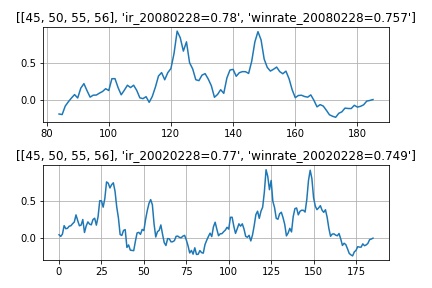 [[45, 50, 55, 56], 'ir_20080228=0.78', 'winrate_20080228=0.757']
0.5
0.0
80 100 120 140 160 180
[[45, 50, 55, 56], 'ir_20020228=0.77', 'winrate_20020228=0.749']
0.5
0.0
0 25 50 75 100 125 150 175